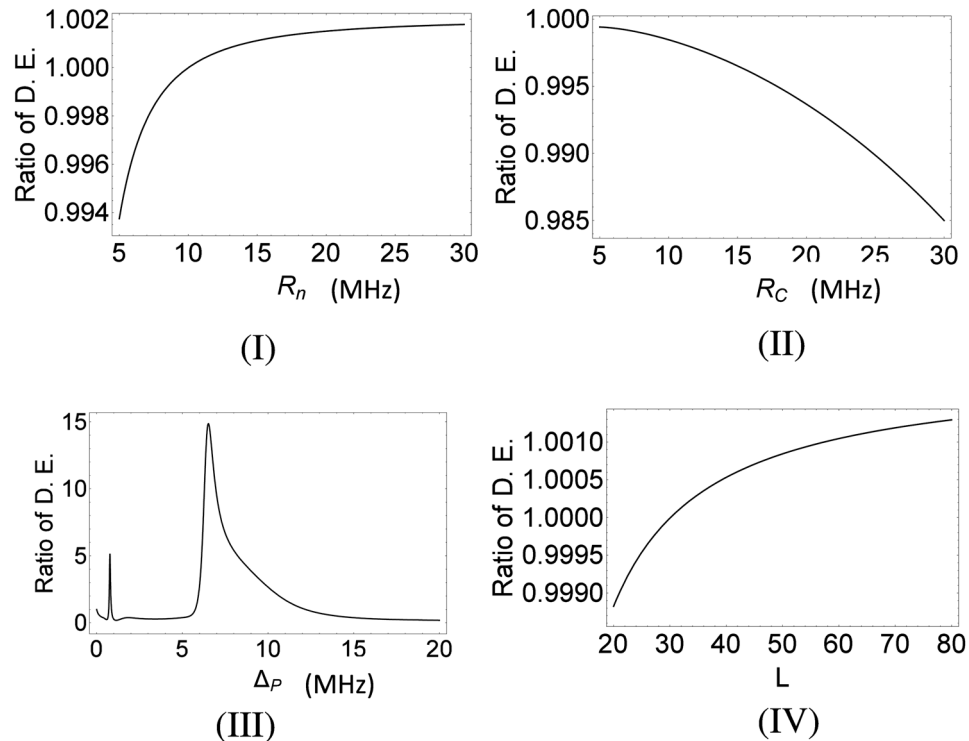 Ratio of D. E.
1.002
1.000
0.998
0.996
0.994
5 10 15 20 25 30
Rn (MHz)
(I)
Ratio of D. E.
1.000
0.995
0.990
0.985
5 10 15 20 25 30
RC (MHz)
(II)
Ratio of D. E.
15
10
5
0
0 5 10 15 20
ΔP (MHz)
(III)
Ratio of D. E.
1.0010
1.0005
1.0000
0.9995
0.9990
20 30 40 50 60 70 80
L
(IV)